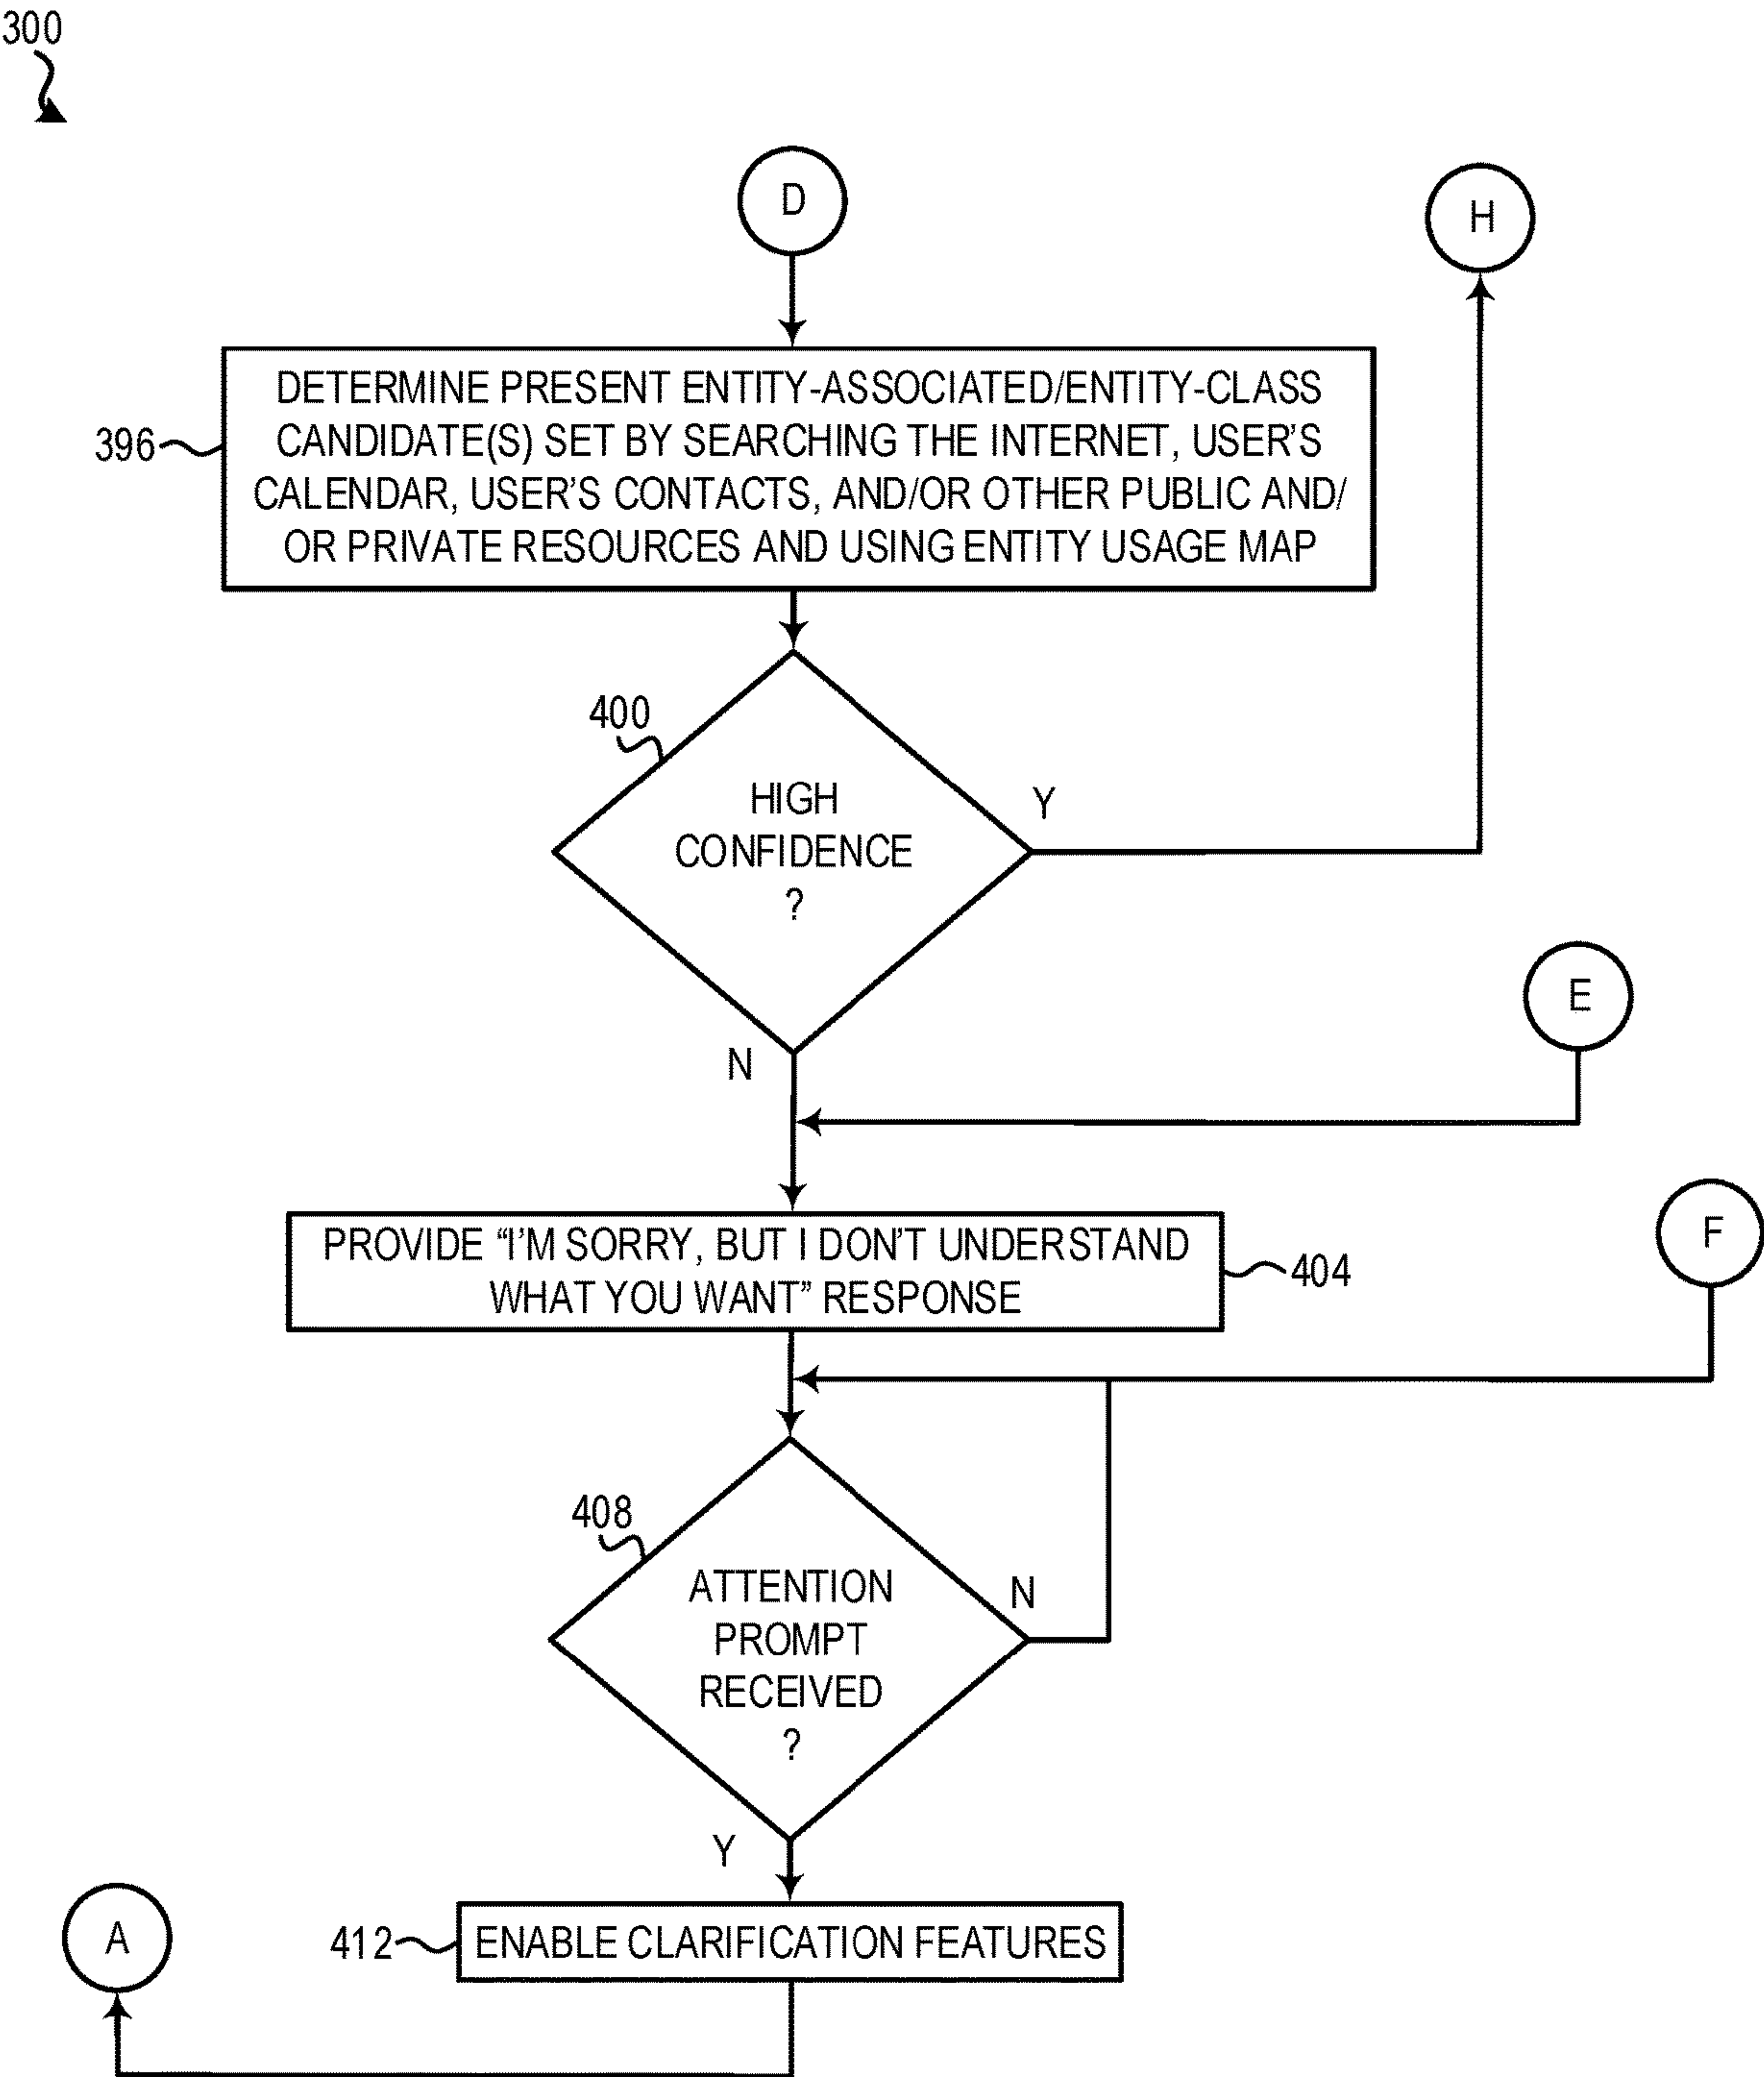 300
D
H
DETERMINE PRESENT ENTITY-ASSOCIATED/ENTITY-CLASS
CANDIDATE(S) SET BY SEARCHING THE INTERNET, USER'S
CALENDAR, USER'S CONTACTS, AND/OR OTHER PUBLIC AND/
OR PRIVATE RESOURCES AND USING ENTITY USAGE MAP
396
400
HIGH
CONFIDENCE
?
Y
N
E
PROVIDE “I'M SORRY, BUT I DON'T UNDERSTAND
WHAT YOU WANT” RESPONSE
404
F
408
ATTENTION
PROMPT
RECEIVED
?
N
Y
A
412
ENABLE CLARIFICATION FEATURES